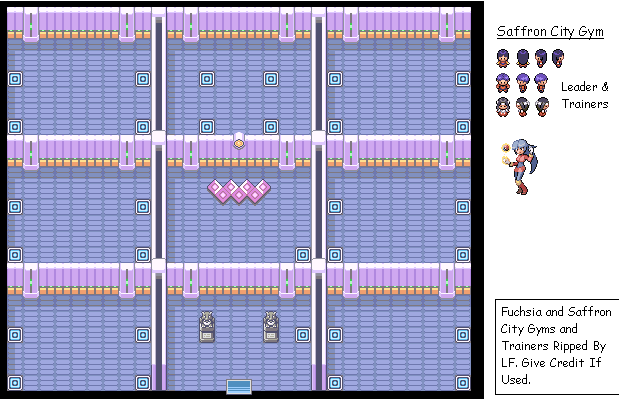 Saffron City Gym
Leader &
Trainers
Fuchsia and Saffron
City Gyms and
Trainers Ripped By
LF. Give Credit If
Used.